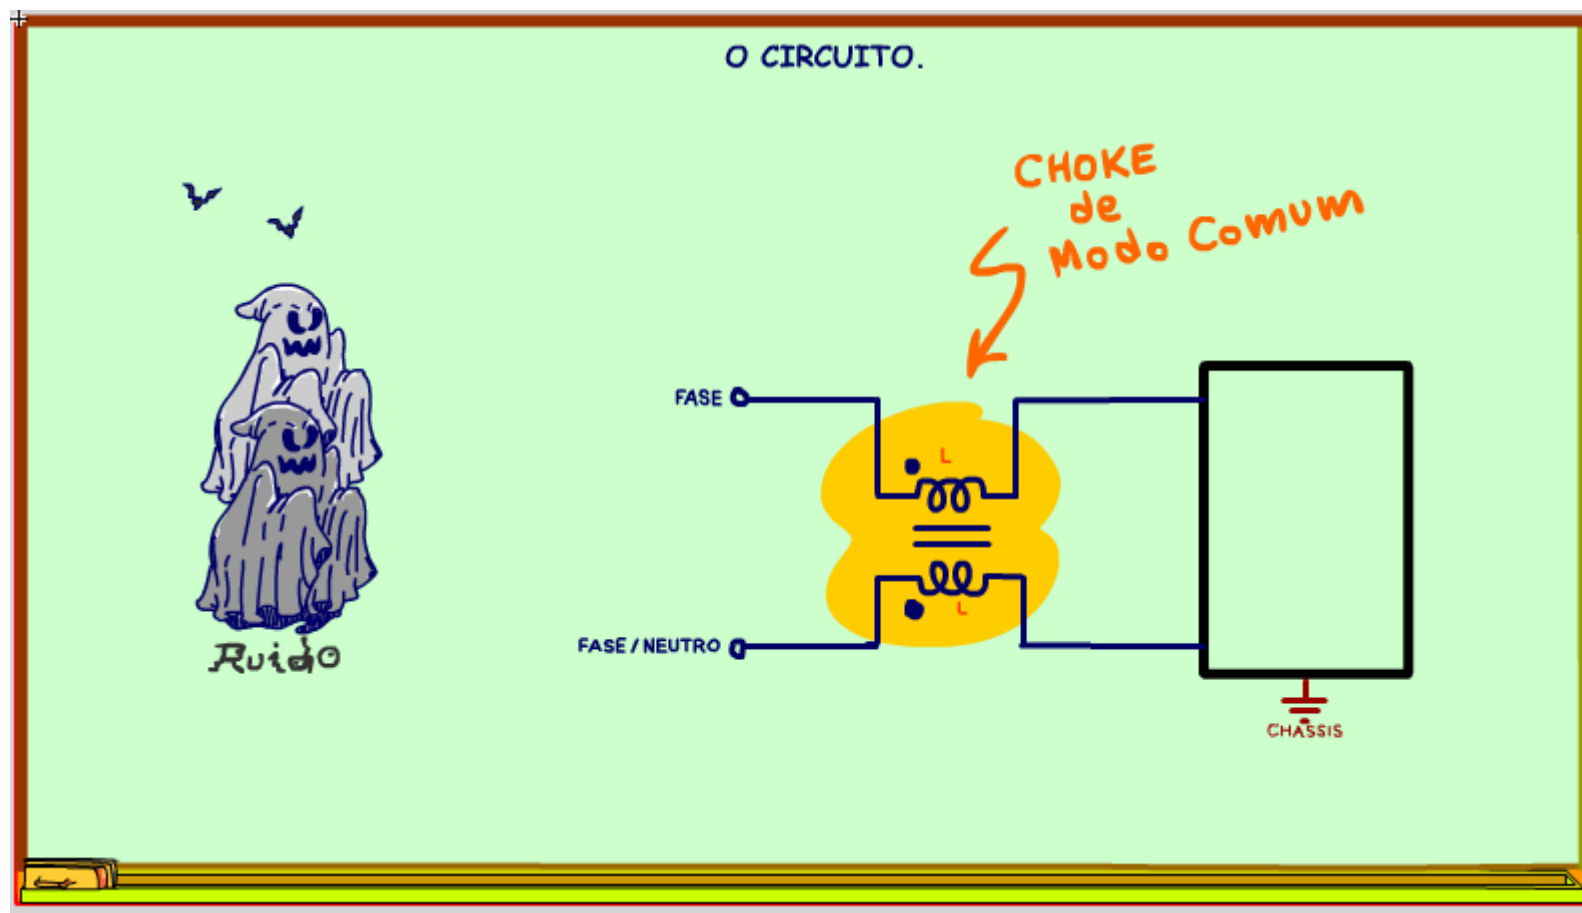 O CIRCUITO.
CHOKE
de
Modo Comum
FASE
L
L
FASE/NEUTRO
Ruido
CHASSIS